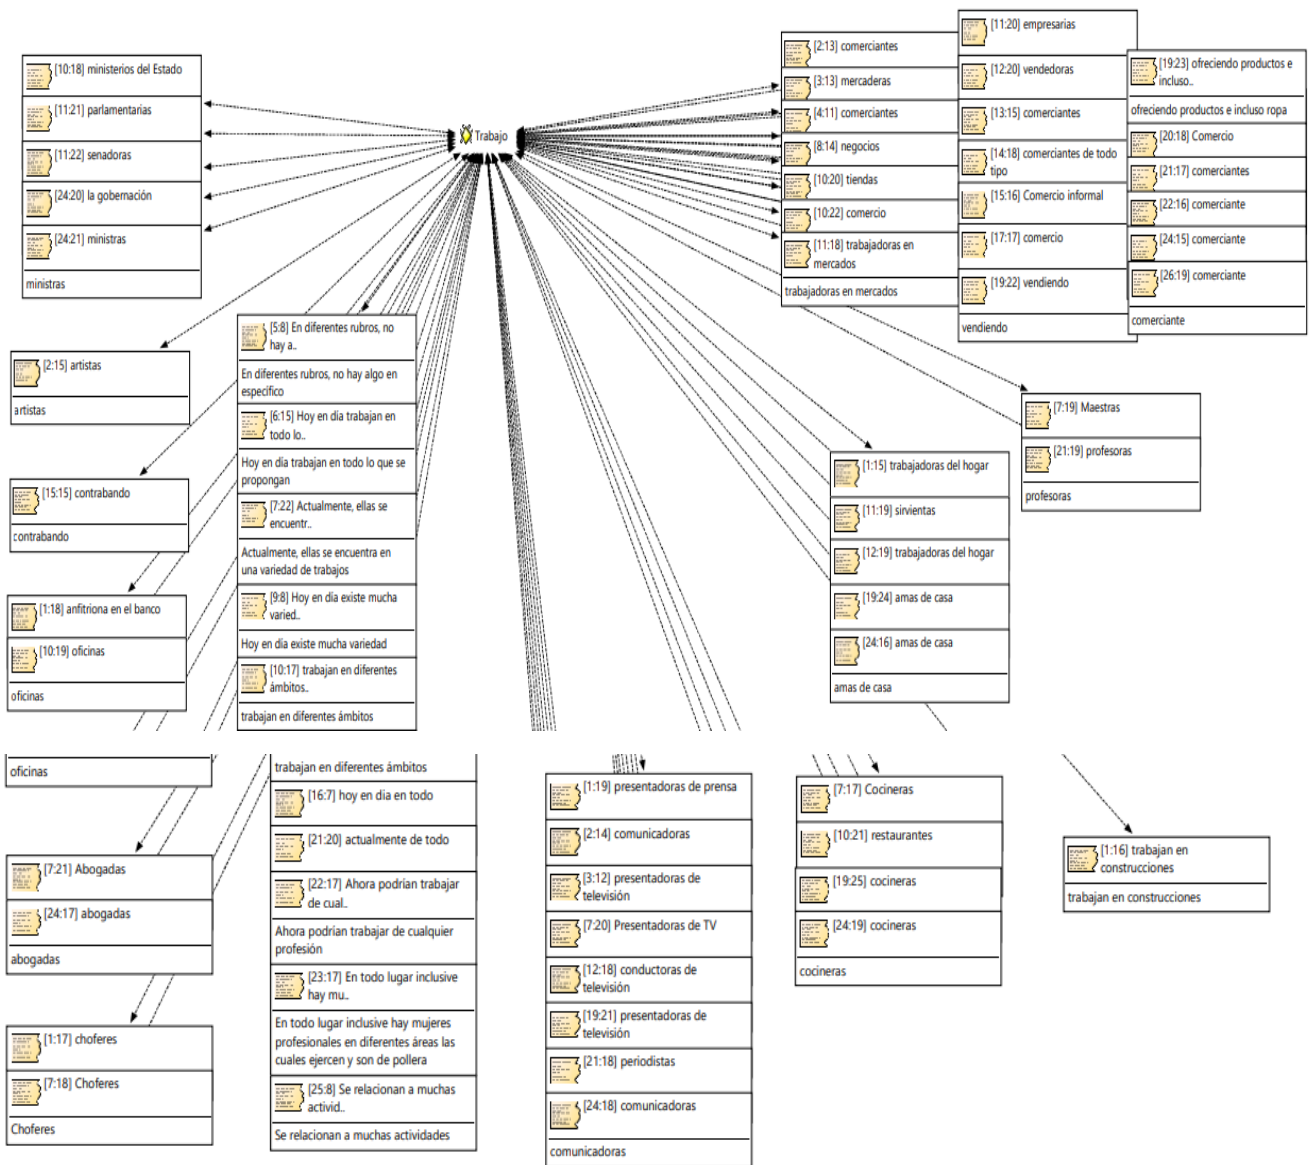 [10:18] ministerios del Estado
[11:21] parlamentarias
[11:22] senadoras
[24:20] la gobernación
[24:21] ministras
ministras
Trabajo
[2:13] comerciantes
[3:13] mercaderas
[4:11] comerciantes
[8:14] negocios
[10:20] tiendas
[10:22] comercio
[11:18] trabajadoras en
mercados
trabajadoras en mercados
[11:20] empresarias
[12:20] vendedoras
[13:15] comerciantes
[14:18] comerciantes de todo
tipo
[15:16] Comercio informal
[17:17] comercio
[19:22] vendiendo
vendiendo
[19:23] ofreciendo productos e
incluso..
ofreciendo productos e incluso ropa
[20:18] Comercio
[21:17] comerciantes
[22:16] comerciante
[24:15] comerciante
[26:19] comerciante
comerciante
[2:15] artistas
artistas
[15:15] contrabando
contrabando
[1:18] anfitriona en el banco
[10:19] oficinas
oficinas
[5:8] En diferentes rubros, no
hay a..
En diferentes rubros, no hay algo en
específico
[6:15] Hoy en día trabajan en
todo lo..
Hoy en día trabajan en todo lo que se
propongan
[7:22] Actualmente, ellas se
encuentr..
Actualmente, ellas se encuentra en
una variedad de trabajos
[9:8] Hoy en día existe mucha
varied..
Hoy en día existe mucha variedad
[10:17] trabajan en diferentes
ámbitos..
trabajan en diferentes ámbitos
[1:15] trabajadoras del hogar
[11:19] sirvientas
[12:19] trabajadoras del hogar
[19:24] amas de casa
[24:16] amas de casa
amas de casa
[7:19] Maestras
[21:19] profesoras
profesoras
oficinas
[7:21] Abogadas
[24:17] abogadas
abogadas
[1:17] choferes
[7:18] Choferes
Choferes
trabajan en diferentes ámbitos
[16:7] hoy en dia en todo
[21:20] actualmente de todo
[22:17] Ahora podrían trabajar
de cual..
Ahora podrían trabajar de cualquier
profesión
[23:17] En todo lugar inclusive
hay mu..
En todo lugar inclusive hay mujeres
profesionales en diferentes áreas las
cuales ejercen y son de pollera
[25:8] Se relacionan a muchas
activid..
Se relacionan a muchas actividades
[1:19] presentadoras de prensa
[2:14] comunicadoras
[3:12] presentadoras de
televisión
[7:20] Presentadoras de TV
[12:18] conductoras de
televisión
[19:21] presentadoras de
televisión
[21:18] periodistas
[24:18] comunicadoras
comunicadoras
[7:17] Cocineras
[10:21] restaurantes
[19:25] cocineras
[24:19] cocineras
cocineras
[1:16] trabajan en
construcciones
trabajan en construcciones